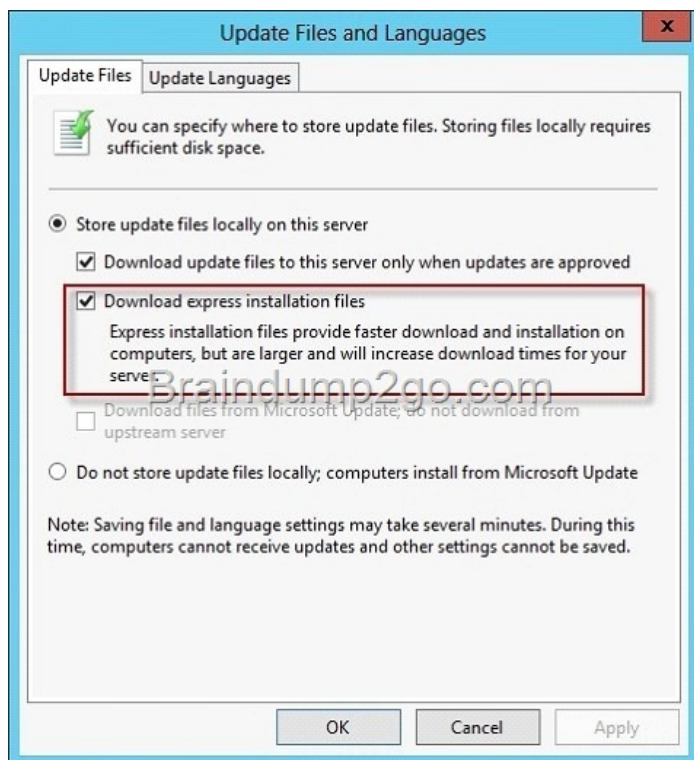 Update Files and Languages
x
Update Files
Update Languages
You can specify where to store update files. Storing files locally requires
sufficient disk space.
Store update files locally on this server
Download update files to this server only when updates are approved
Download express installation files
Express installation files provide faster download and installation on
computers, but are larger and will increase download times for your
server.
Braindump2go.com
Download files from Microsoft Update; do not download from
upstream server
Do not store update files locally; computers install from Microsoft Update
Note: Saving file and language settings may take several minutes. During this
time, computers cannot receive updates and other settings cannot be saved.
OK
Cancel
Apply